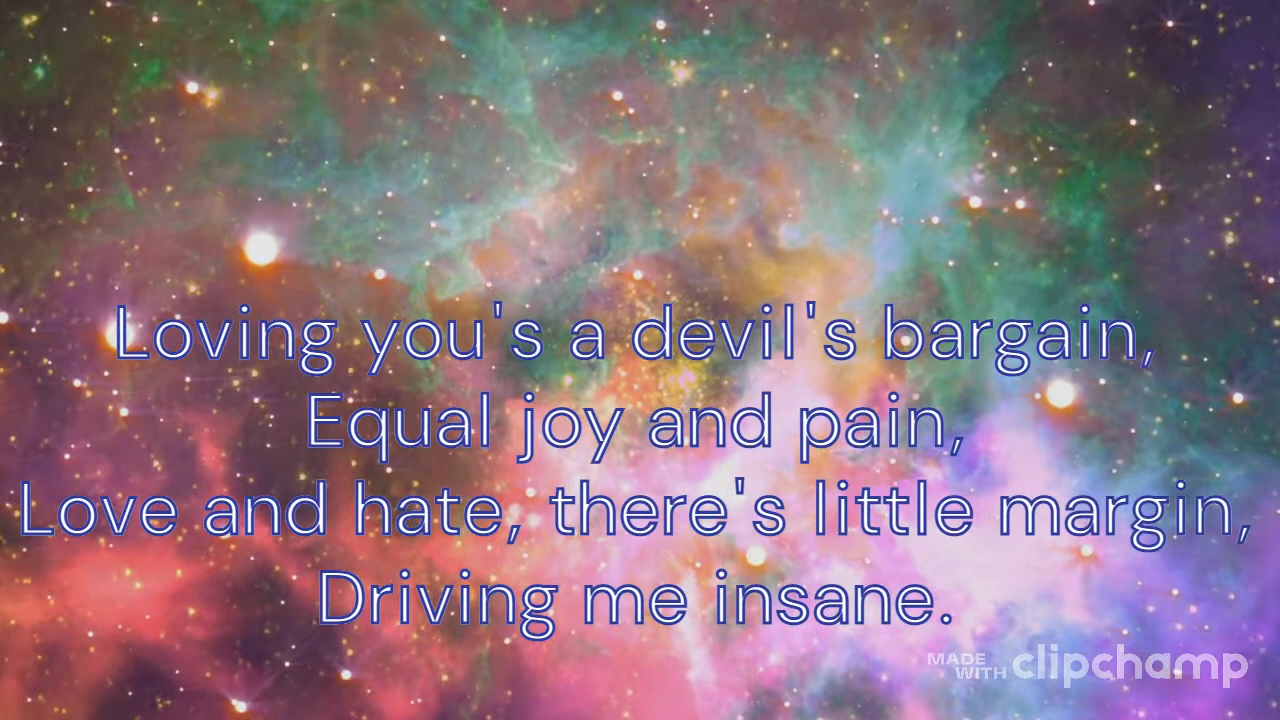 Loving you's a devil's bargain,
Equal joy and pain,
Love and hate, there's little margin,
Driving me insane.
MADE WITH clipchamp